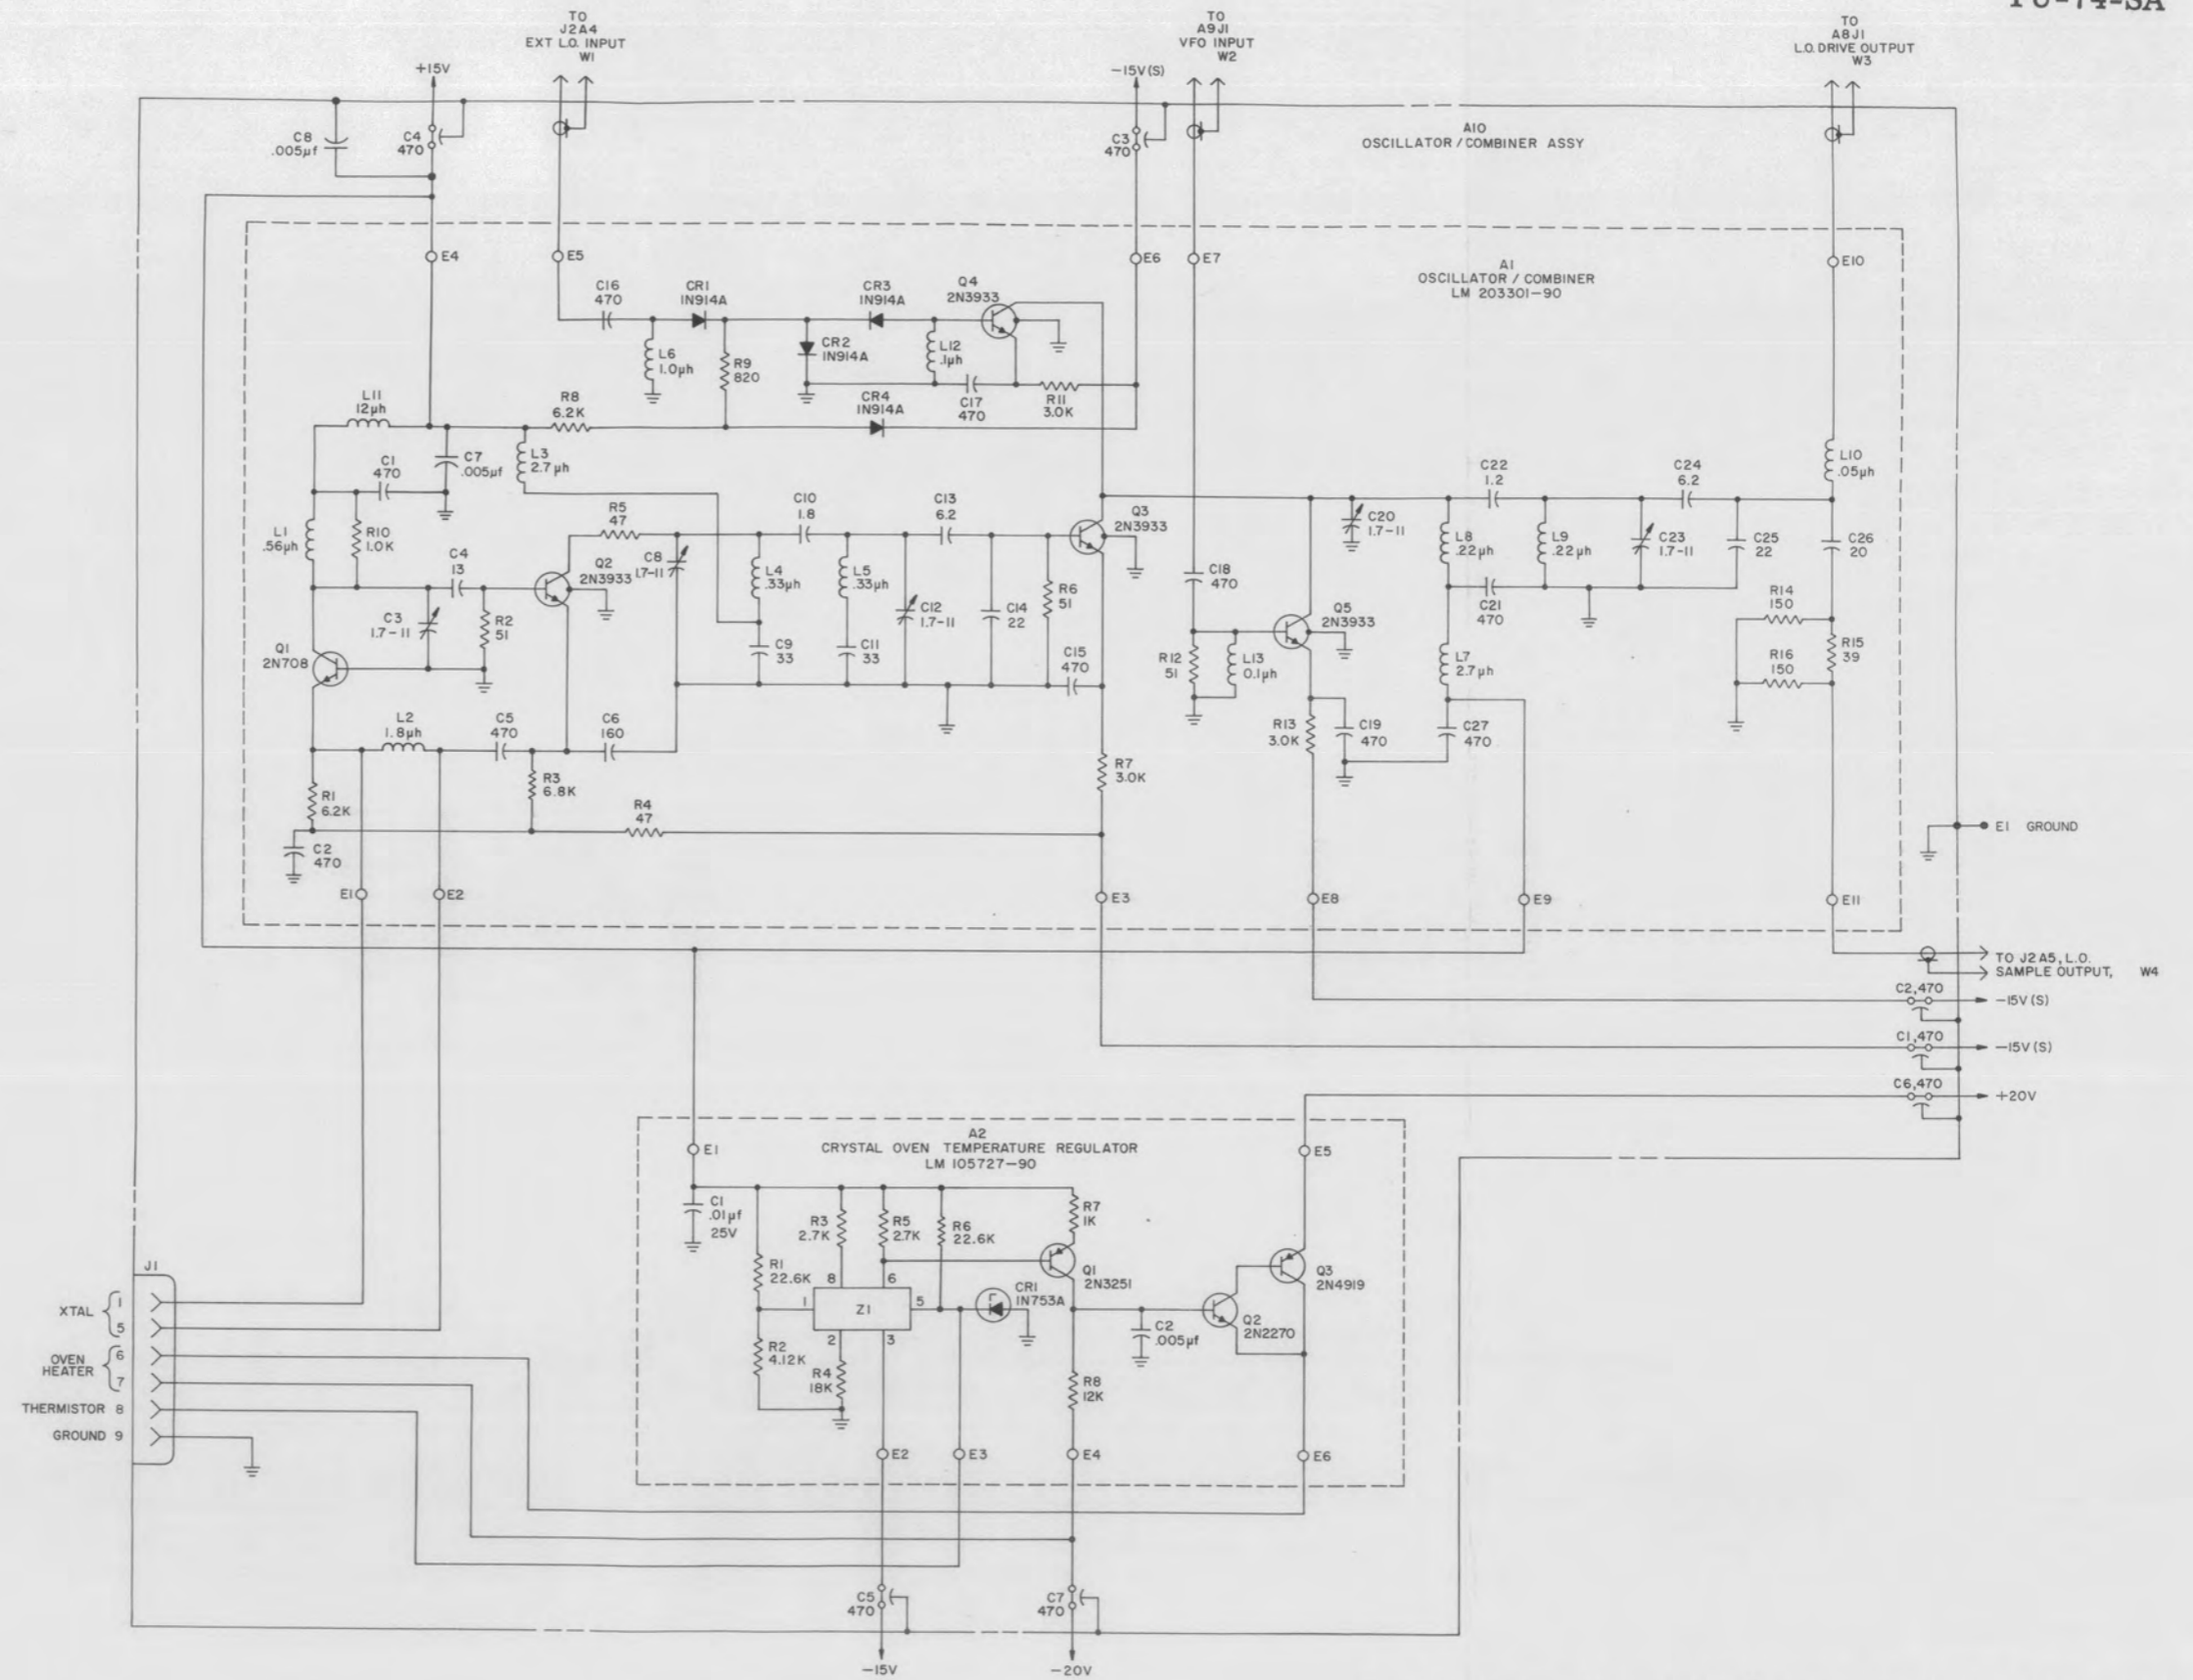 TO
J2A4
EXT L.O. INPUT
W1
TO
A9J1
VFO INPUT
W2
TO
A8J1
L.O. DRIVE OUTPUT
W3
+15V
-15V(S)
C8
.005µf
C4
470
C3
470
A10
OSCILLATOR/COMBINER ASSY
E4
E5
E6
E7
E10
A1
OSCILLATOR / COMBINER
LM 203301-90
C16
470
CR1
1N914A
CR3
1N914A
Q4
2N3933
L6
1.0µh
R9
820
CR2
1N914A
L12
.1µh
C17
470
R11
3.0K
L11
12µh
R8
6.2K
CR4
1N914A
C1
470
C7
.005µf
L3
2.7µh
L1
.56µh
R10
1.0K
C4
13
R5
47
Q2
2N3933
C8
1.7-11
C10
1.8
C13
6.2
Q3
2N3933
C3
1.7-11
R2
51
L4
.33µh
L5
.33µh
C12
1.7-11
C14
22
R6
51
Q1
2N708
C9
33
C11
33
C15
470
L2
1.8µh
C5
470
C6
160
R1
6.2K
R3
6.8K
R4
47
R7
3.0K
C2
470
E1
E2
E3
C18
470
R12
51
L13
0.1µh
Q5
2N3933
R13
3.0K
C19
470
C20
1.7-11
L8
.22µh
C22
1.2
L9
.22µh
C23
1.7-11
C24
6.2
C25
22
L10
.05µh
C26
20
C21
470
L7
2.7µh
C27
470
R14
150
R16
150
R15
39
E8
E9
E11
E1 GROUND
TO J2A5, L.O.
SAMPLE OUTPUT, W4
C2,470
-15V(S)
C1,470
-15V(S)
C6,470
+20V
A2
CRYSTAL OVEN TEMPERATURE REGULATOR
LM 105727-90
E1
E5
C1
.01µf
25V
R1
22.6K
R3
2.7K
R5
2.7K
R6
22.6K
R7
1K
Q1
2N3251
8
6
1
Z1
5
2
3
CR1
1N753A
R2
4.12K
R4
18K
C2
.005µf
Q2
2N2270
Q3
2N4919
R8
12K
E2
E3
E4
E6
J1
XTAL
1
5
OVEN
HEATER
6
7
THERMISTOR 8
GROUND 9
C5
470
C7
470
-15V
-20V